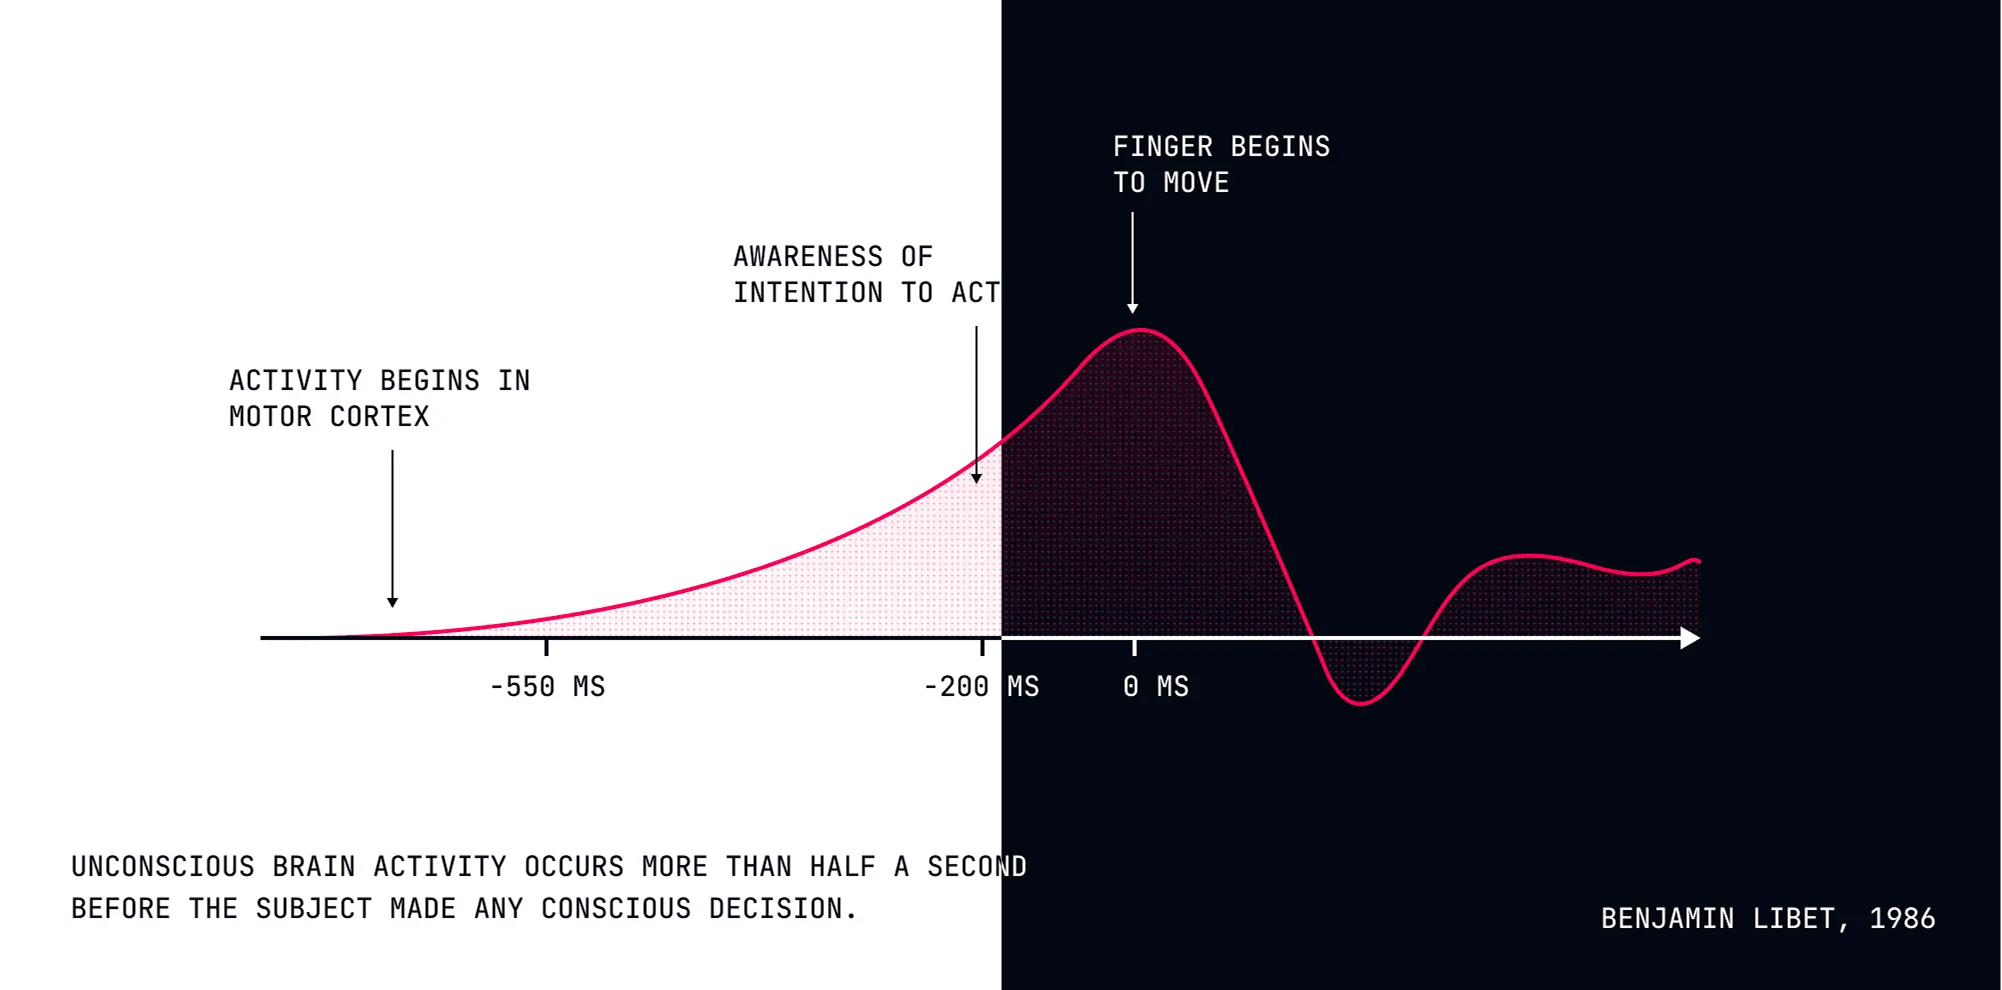 FINGER BEGINS
TO MOVE
AWARENESS OF
INTENTION TO ACT
ACTIVITY BEGINS IN
MOTOR CORTEX
-550 MS
-200 MS
0 MS
UNCONSCIOUS BRAIN ACTIVITY OCCURS MORE THAN HALF A SECOND
BEFORE THE SUBJECT MADE ANY CONSCIOUS DECISION.
BENJAMIN LIBET, 1986